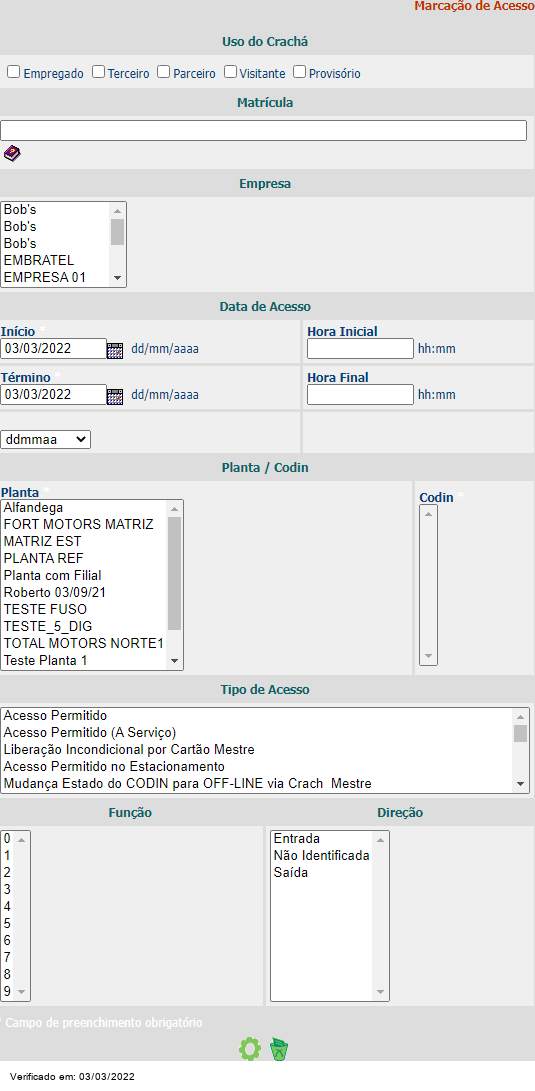 Marcação de Acesso
Uso do Crachá
Empregado Terceiro Parceiro Visitante Provisório
Matrícula
Empresa
Bob's
Bob's
Bob's
EMBRATEL
EMPRESA 01
Data de Acesso
Início * Hora Inicial
03/03/2022 dd/mm/aaaa hh:mm
Término * Hora Final
03/03/2022 dd/mm/aaaa hh:mm
ddmmaa
Planta / Codin
Planta * Codin *
Alfandega
FORT MOTORS MATRIZ
MATRIZ EST
PLANTA REF
Planta com Filial
Roberto 03/09/21
TESTE FUSO
TESTE_5_DIG
TOTAL MOTORS NORTE1
Teste Planta 1
Tipo de Acesso
Acesso Permitido
Acesso Permitido (A Serviço)
Liberação Incondicional por Cartão Mestre
Acesso Permitido no Estacionamento
Mudança Estado do CODIN para OFF-LINE via Crach Mestre
Função Direção
0 Entrada
1 Não Identificada
2 Saída
3
4
5
6
7
8
9
* Campo de preenchimento obrigatório
Verificado em: 03/03/2022